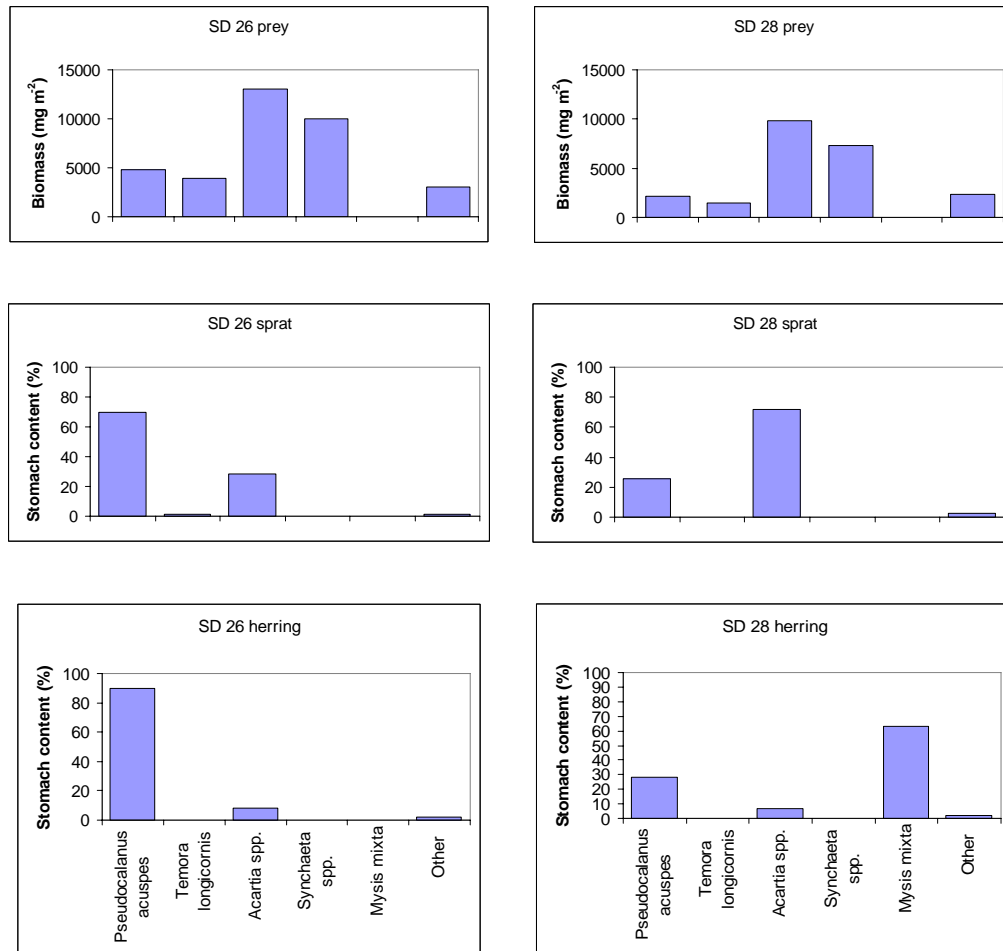 SD 26 prey
Biomass (mg m-2)
15000
10000
5000
0
SD 28 prey
Biomass (mg m-2)
15000
10000
5000
0
SD 26 sprat
Stomach content (%)
100
80
60
40
20
0
SD 28 sprat
Stomach content (%)
100
80
60
40
20
0
SD 26 herring
Stomach content (%)
100
80
60
40
20
0
Pseudocalanus
acuspes
Temora
longicornis
Acartia spp.
Synchaeta
spp.
Mysis mixta
Other
SD 28 herring
Stomach content (%)
100
90
80
70
60
50
40
30
20
10
0
Pseudocalanus
acuspes
Temora
longicornis
Acartia spp.
Synchaeta
spp.
Mysis mixta
Other